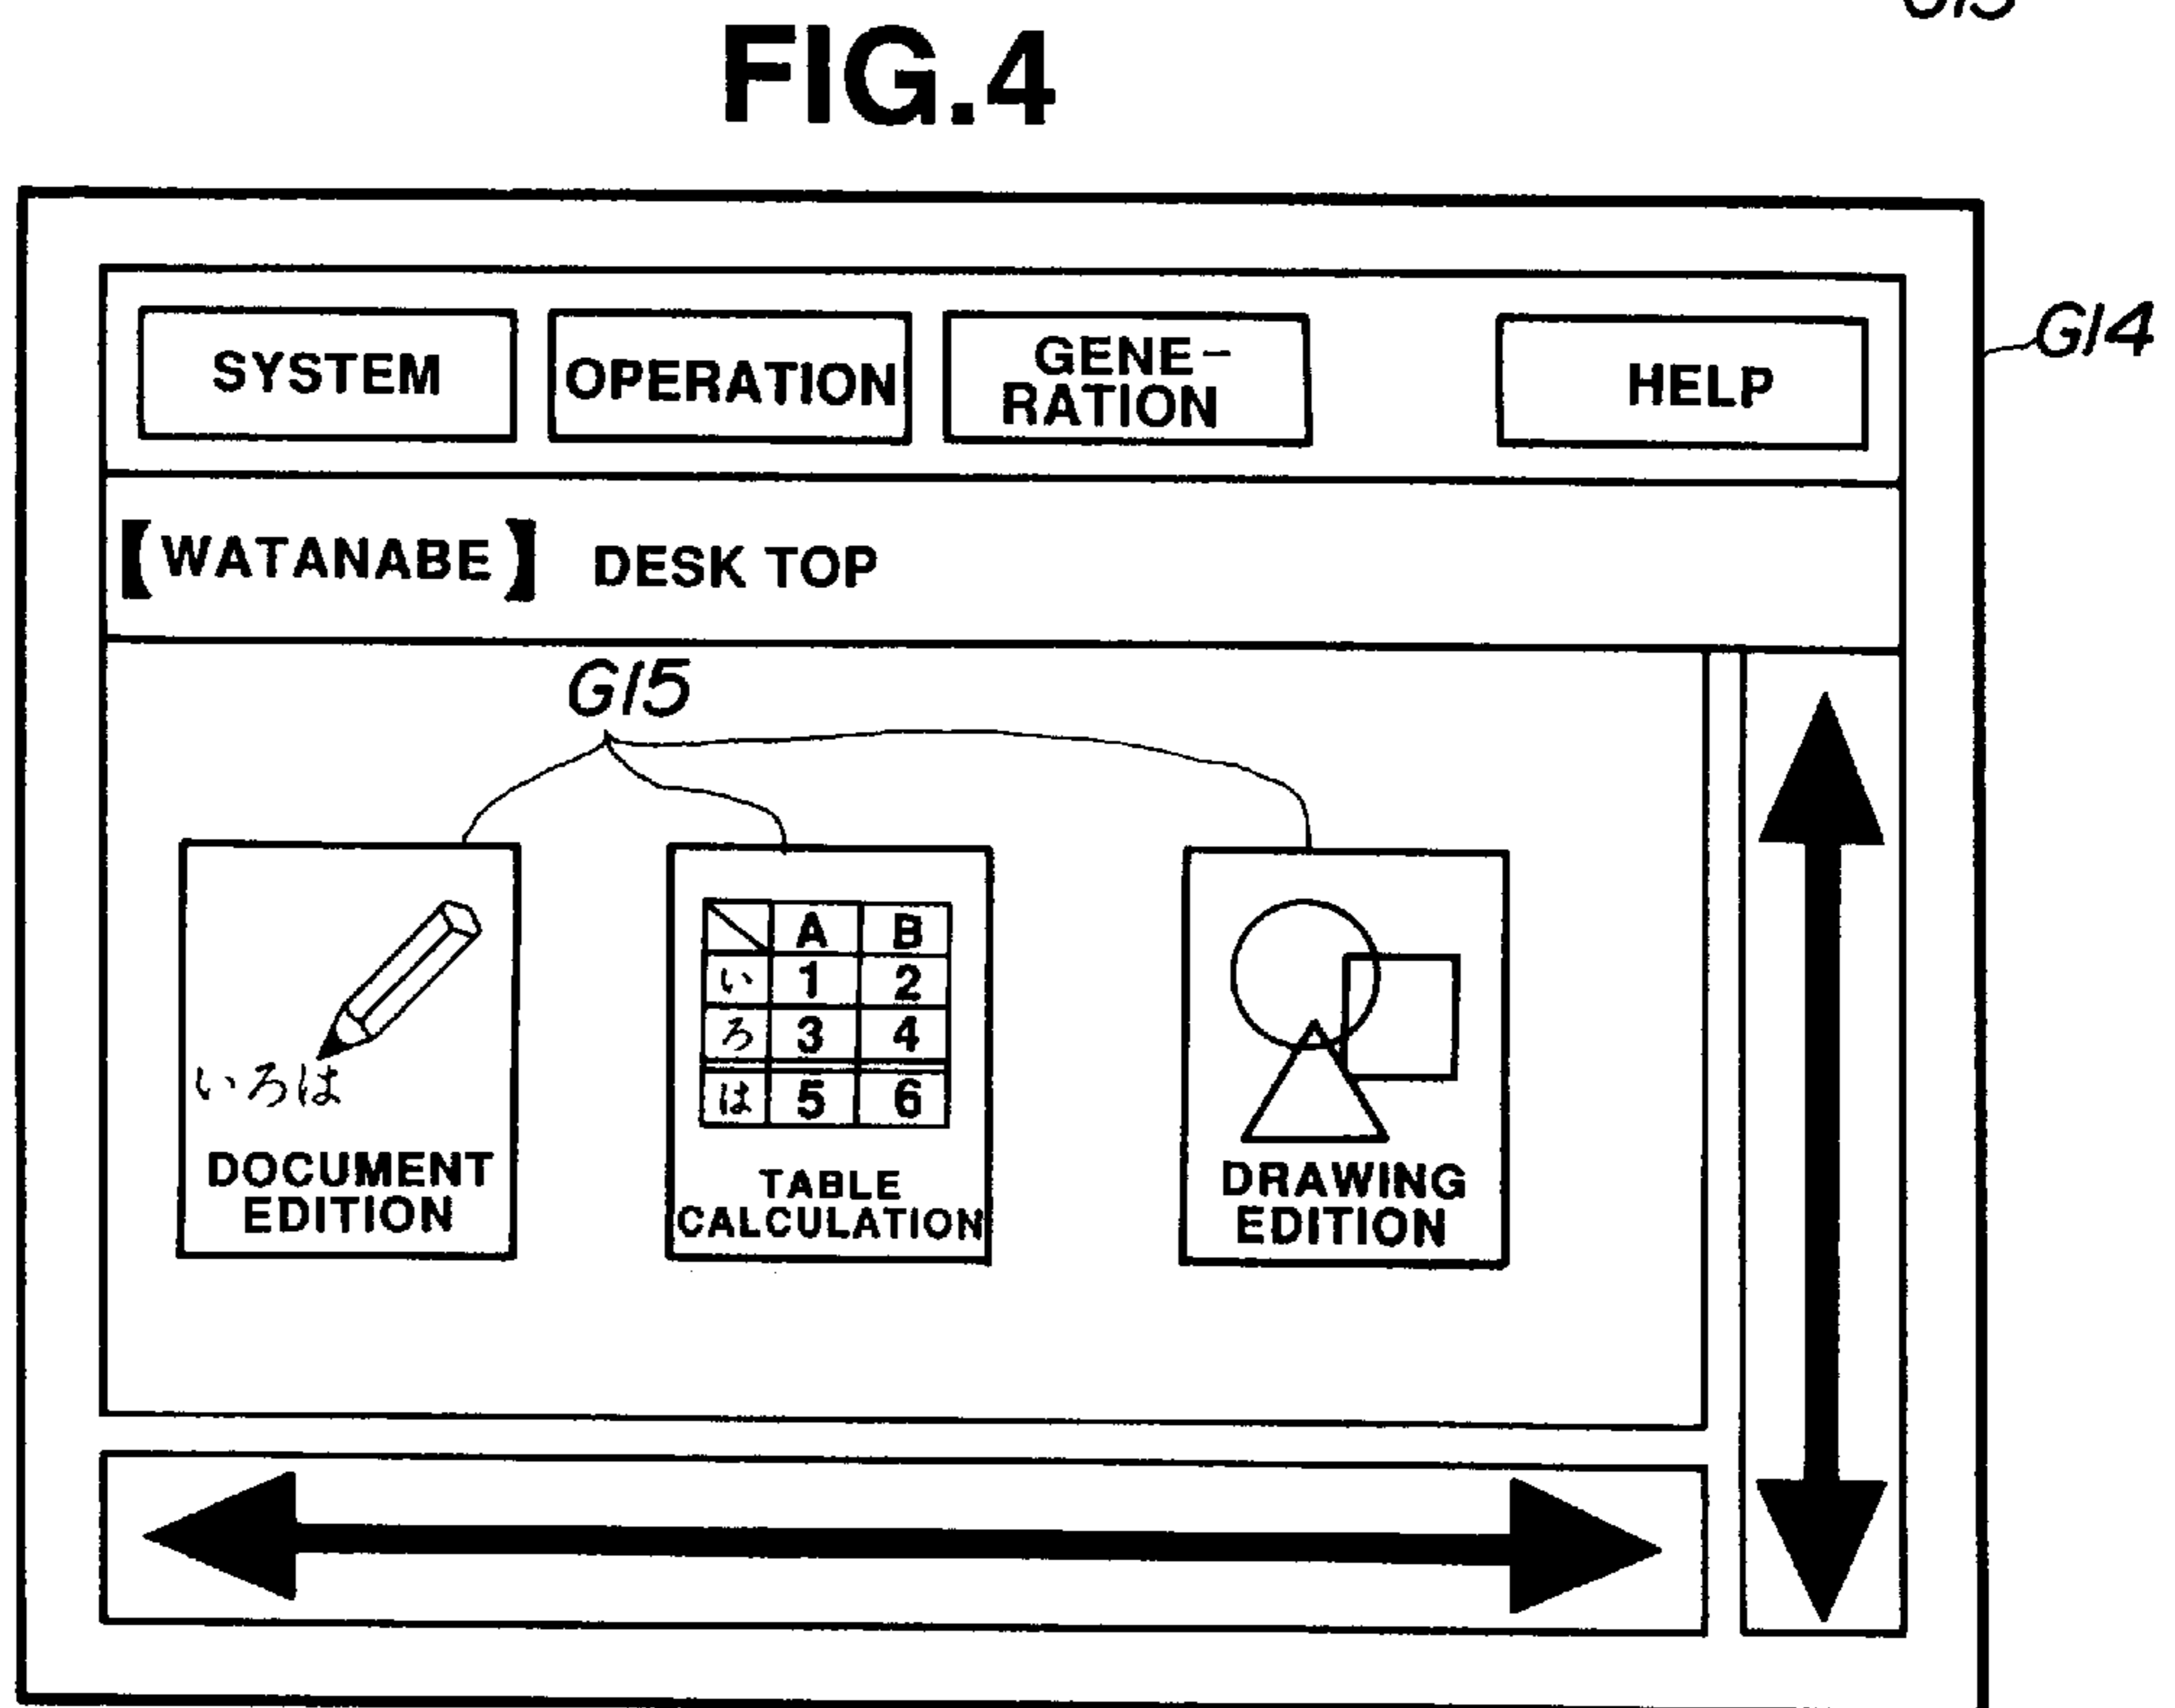 FIG.4
G14
SYSTEM
OPERATION
GENE-
RATION
HELP
【WATANABE】 DESK TOP
G15
いろは
DOCUMENT
EDITION
A B
い 1 2
ろ 3 4
は 5 6
TABLE
CALCULATION
DRAWING
EDITION